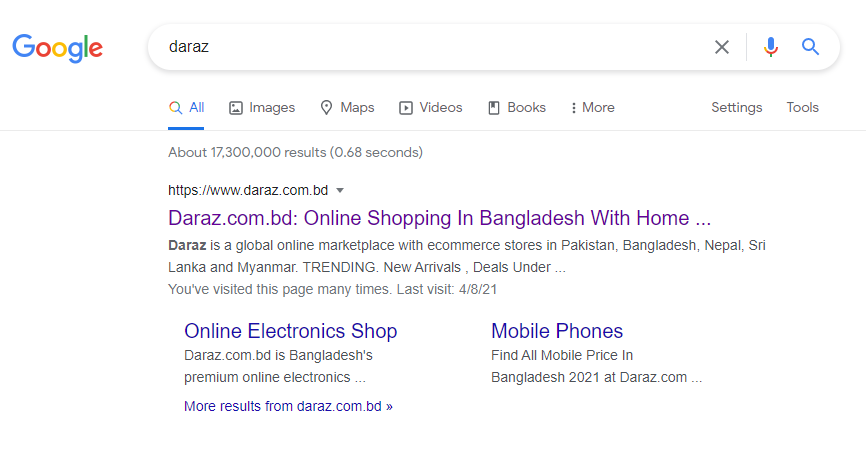 Google
daraz
All Images Maps Videos Books More Settings Tools
About 17,300,000 results (0.68 seconds)
https://www.daraz.com.bd
Daraz.com.bd: Online Shopping In Bangladesh With Home ...
Daraz is a global online marketplace with ecommerce stores in Pakistan, Bangladesh, Nepal, Sri
Lanka and Myanmar. TRENDING. New Arrivals , Deals Under ...
You've visited this page many times. Last visit: 4/8/21
Online Electronics Shop
Daraz.com.bd is Bangladesh's
premium online electronics ...
Mobile Phones
Find All Mobile Price In
Bangladesh 2021 at Daraz.com ...
More results from daraz.com.bd »